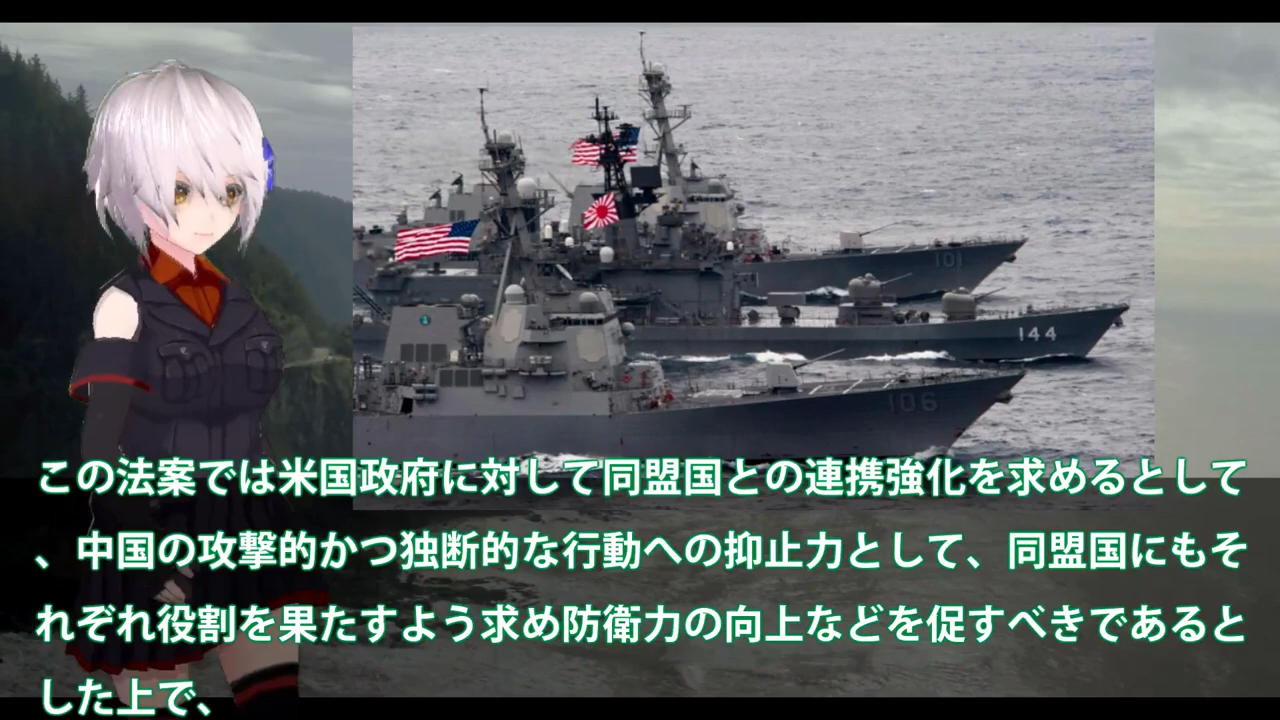 101
144
106
この法案では米国政府に対して同盟国との連携強化を求めるとして
、中国の攻撃的かつ独断的な行動への抑止力として、同盟国にもそ
れぞれ役割を果たすよう求め防衛力の向上などを促すべきであると
した上で、